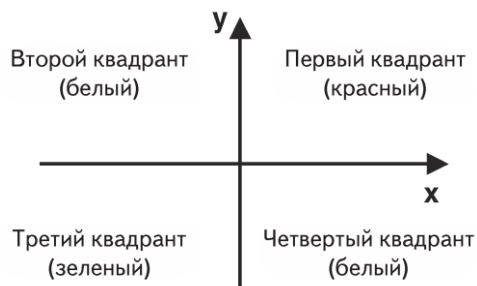 y
Второй квадрант
(белый)
Первый квадрант
(красный)
x
Третий квадрант
(зеленый)
Четвертый квадрант
(белый)